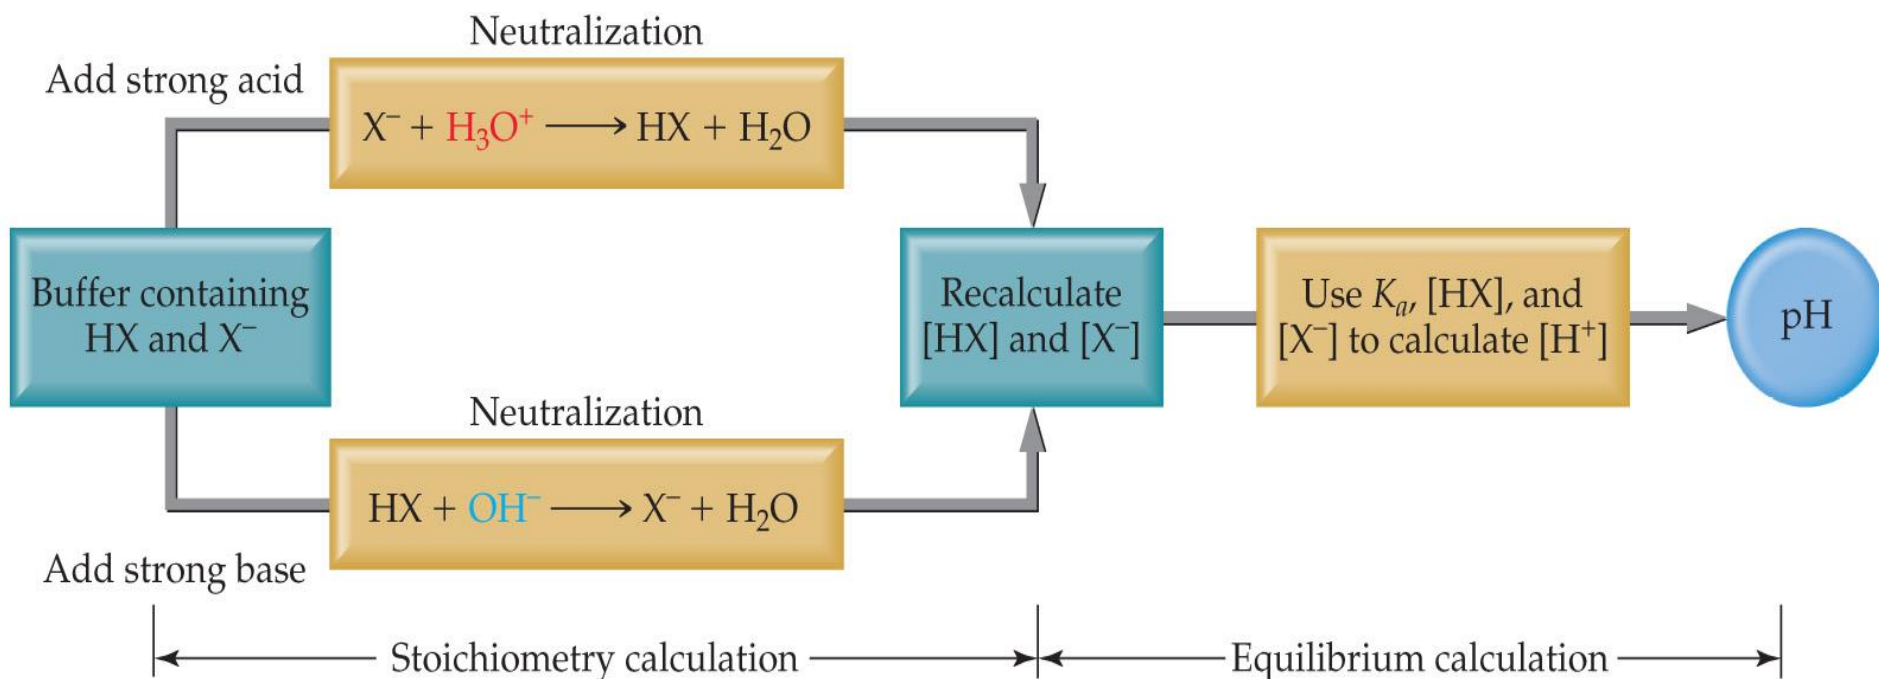 Neutralization
Add strong acid
X⁻ + H₃O⁺ ⟶ HX + H₂O
Buffer containing
HX and X⁻
Recalculate
[HX] and [X⁻]
Use Kₐ, [HX], and
[X⁻] to calculate [H⁺]
pH
Neutralization
HX + OH⁻ ⟶ X⁻ + H₂O
Add strong base
Stoichiometry calculation
Equilibrium calculation